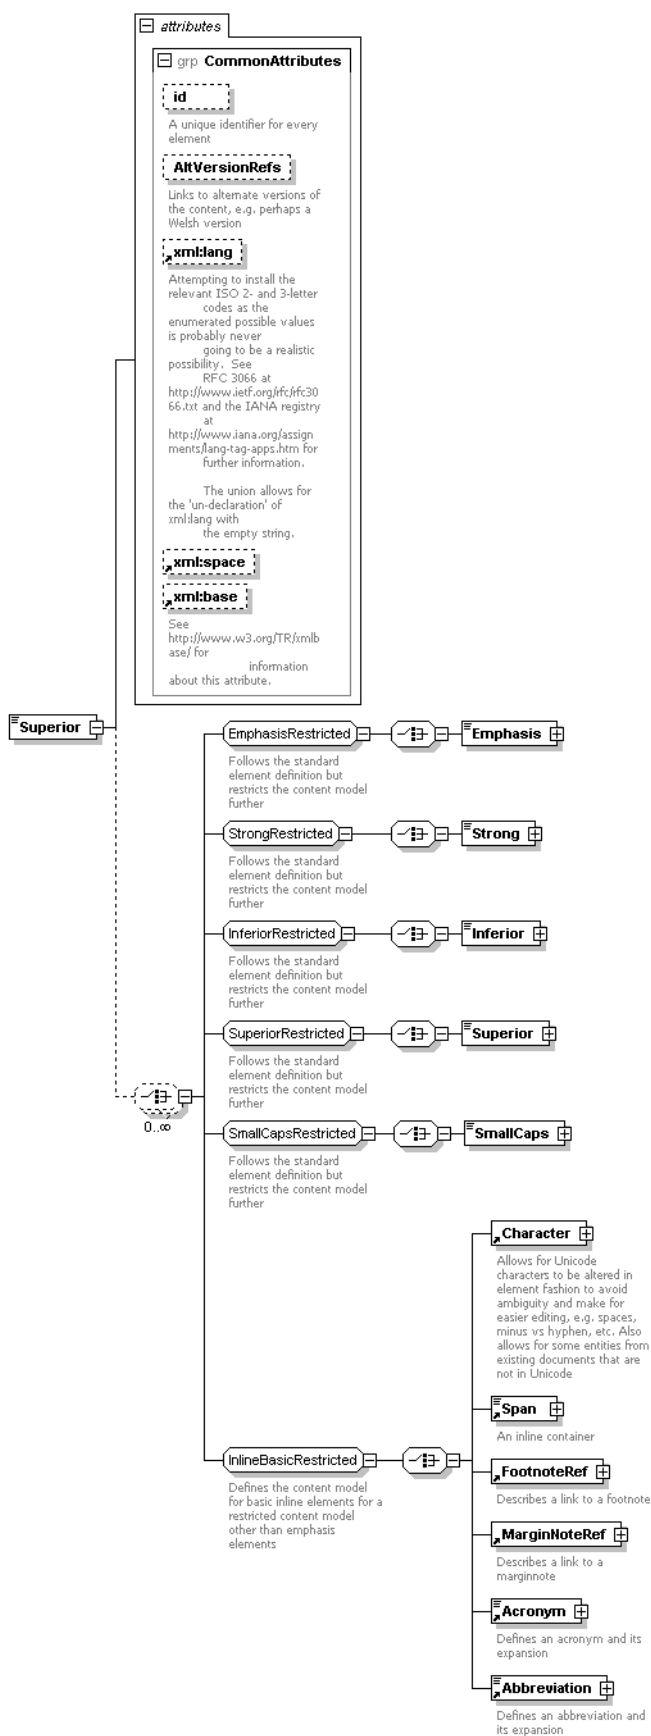 attributes
grp CommonAttributes
id
A unique identifier for every
element
AltVersionRefs
Links to alternate versions of
the content, e.g. perhaps a
Welsh version
xml:lang
Attempting to install the
relevant ISO 2- and 3-letter
codes as the
enumerated possible values
is probably never
going to be a realistic
possibility. See
RFC 3066 at
http://www.ietf.org/rfc/rfc30
66.txt and the IANA registry
at
http://www.iana.org/assign
ments/lang-tag-apps.htm for
further information.
The union allows for
the 'un-declaration' of
xml:lang with
the empty string.
xml:space
xml:base
See
http://www.w3.org/TR/xmlb
ase/ for
information
about this attribute.
Superior
EmphasisRestricted
Emphasis
Follows the standard
element definition but
restricts the content model
further
StrongRestricted
Strong
Follows the standard
element definition but
restricts the content model
further
InferiorRestricted
Inferior
Follows the standard
element definition but
restricts the content model
further
SuperiorRestricted
Superior
Follows the standard
element definition but
restricts the content model
further
0..∞
SmallCapsRestricted
SmallCaps
Follows the standard
element definition but
restricts the content model
further
Character
Allows for Unicode
characters to be altered in
element fashion to avoid
ambiguity and make for
easier editing, e.g. spaces,
minus vs hyphen, etc. Also
allows for some entities from
existing documents that are
not in Unicode
Span
An inline container
InlineBasicRestricted
Defines the content model
for basic inline elements for a
restricted content model
other than emphasis
elements
FootnoteRef
Describes a link to a footnote
MarginNoteRef
Describes a link to a
marginnote
Acronym
Defines an acronym and its
expansion
Abbreviation
Defines an abbreviation and
its expansion